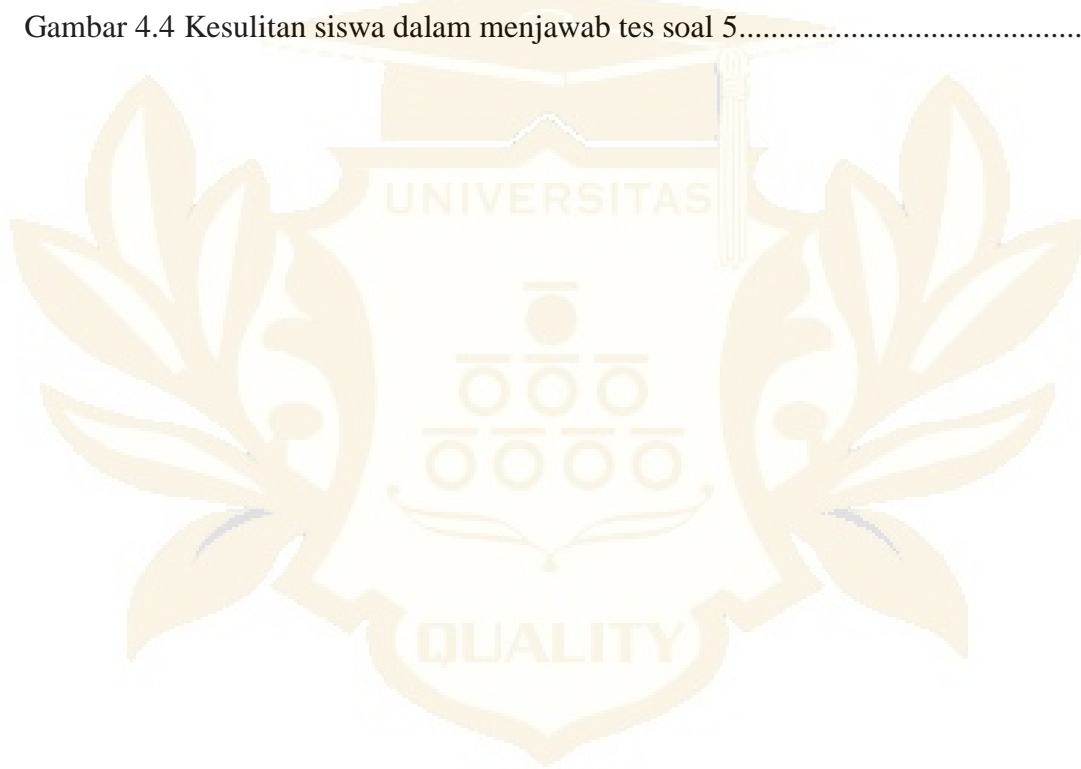 Gambar 4.4 Kesulitan siswa dalam menjawab tes soal 5...........................................
UNIVERSITAS
QUALITY